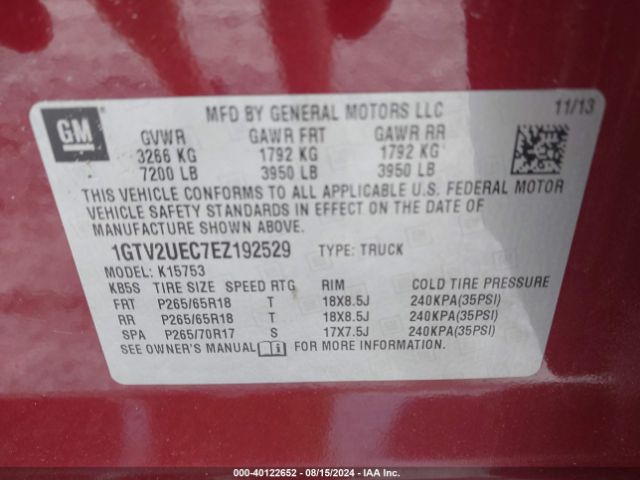 GM
MFD BY GENERAL MOTORS LLC 11/13
GVWR GAWR FRT GAWR RR
3266 KG 1792 KG 1792 KG
7200 LB 3950 LB 3950 LB
THIS VEHICLE CONFORMS TO ALL APPLICABLE U.S. FEDERAL MOTOR
VEHICLE SAFETY STANDARDS IN EFFECT ON THE DATE OF
MANUFACTURE SHOWN ABOVE.
1GTV2UEC7EZ192529 TYPE: TRUCK
MODEL: K15753
KB5S TIRE SIZE SPEED RTG RIM COLD TIRE PRESSURE
FRT P265/65R18 T 18X8.5J 240KPA(35PSI)
RR P265/65R18 T 18X8.5J 240KPA(35PSI)
SPA P265/70R17 S 17X7.5J 240KPA(35PSI)
SEE OWNER'S MANUAL FOR MORE INFORMATION.
000-40122652 - 08/15/2024 - IAA Inc.